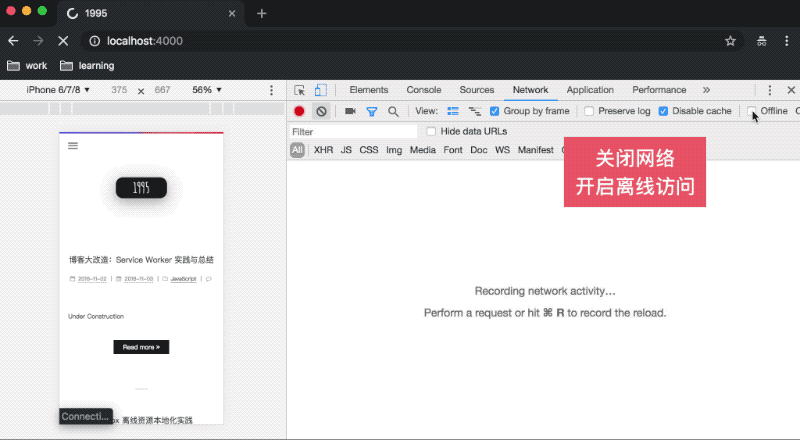 1995
localhost:4000
work
learning
iPhone 6/7/8 ▼ 375 × 667 56% ▼
Elements Console Sources Network Application Performance »
View: Group by frame Preserve log Disable cache Offline
Filter
Hide data URLs
All XHR JS CSS Img Media Font Doc WS Manifest
关闭网络
开启离线访问
1995
博客大改造：Service Worker 实践与总结
2018-11-02 | 2018-11-03 | JavaScript |
Under Construction
Read more »
离线资源本地化实践
Connecti...
Recording network activity...
Perform a request or hit ⌘ R to record the reload.